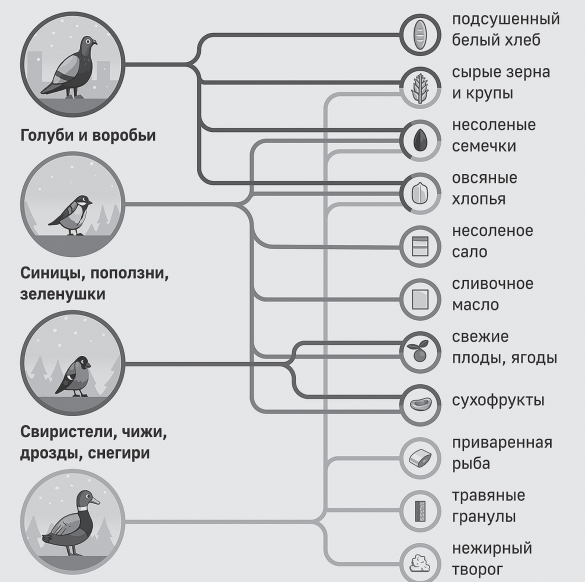 подсушенный
белый хлеб
сырые зерна
и крупы
Голуби и воробьи
несоленые
семечки
овсяные
хлопья
несоленое
сало
Синицы, поползни,
зеленушки
сливочное
масло
свежие
плоды, ягоды
сухофрукты
Свиристели, чижи,
дрозды, снегири
приваренная
рыба
травяные
гранулы
нежирный
творог